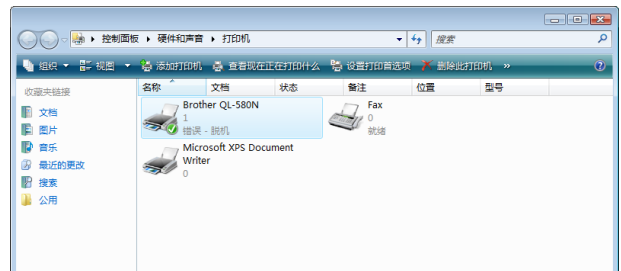 控制面板 ▸ 硬件和声音 ▸ 打印机
搜索
组织 视图 添加打印机 查看现在正在打印什么 设置打印首选项 删除此打印机 »
收藏夹链接
文档
图片
音乐
最近的更改
搜索
公用
名称 文档 状态 备注 位置 型号
Brother QL-580N
1
错误 - 脱机
Fax
0
就绪
Microsoft XPS Document
Writer
0